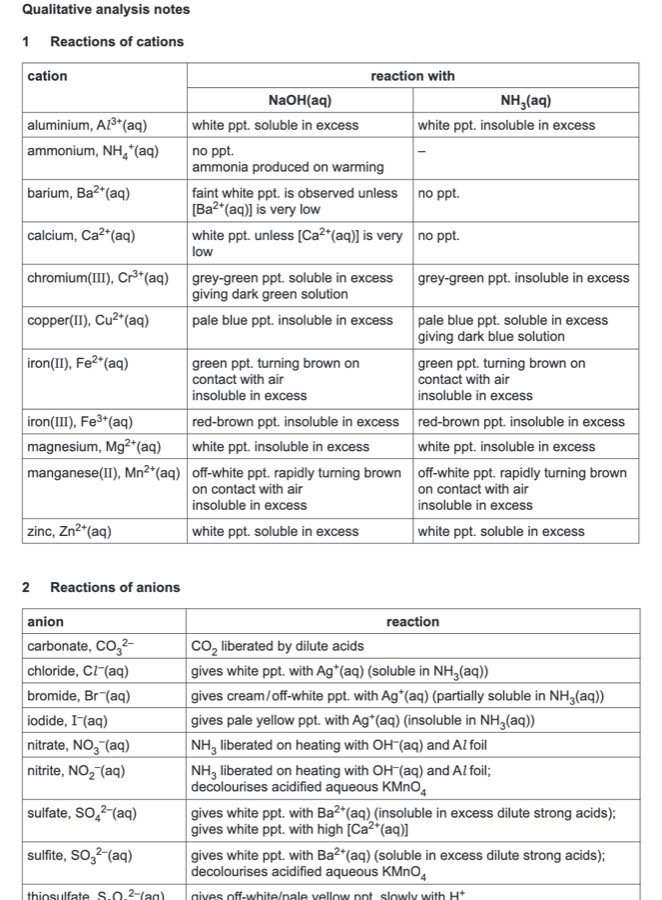 Qualitative analysis notes
1 Reactions of cations
cation
reaction with
NaOH(aq)
NH₃(aq)
aluminium, Al³⁺(aq)
white ppt. soluble in excess
white ppt. insoluble in excess
ammonium, NH₄⁺(aq)
no ppt.
ammonia produced on warming
–
barium, Ba²⁺(aq)
faint white ppt. is observed unless
[Ba²⁺(aq)] is very low
no ppt.
calcium, Ca²⁺(aq)
white ppt. unless [Ca²⁺(aq)] is very
low
no ppt.
chromium(III), Cr³⁺(aq)
grey-green ppt. soluble in excess
giving dark green solution
grey-green ppt. insoluble in excess
copper(II), Cu²⁺(aq)
pale blue ppt. insoluble in excess
pale blue ppt. soluble in excess
giving dark blue solution
iron(II), Fe²⁺(aq)
green ppt. turning brown on
contact with air
insoluble in excess
green ppt. turning brown on
contact with air
insoluble in excess
iron(III), Fe³⁺(aq)
red-brown ppt. insoluble in excess
red-brown ppt. insoluble in excess
magnesium, Mg²⁺(aq)
white ppt. insoluble in excess
white ppt. insoluble in excess
manganese(II), Mn²⁺(aq)
off-white ppt. rapidly turning brown
on contact with air
insoluble in excess
off-white ppt. rapidly turning brown
on contact with air
insoluble in excess
zinc, Zn²⁺(aq)
white ppt. soluble in excess
white ppt. soluble in excess
2 Reactions of anions
anion
reaction
carbonate, CO₃²⁻
CO₂ liberated by dilute acids
chloride, Cl⁻(aq)
gives white ppt. with Ag⁺(aq) (soluble in NH₃(aq))
bromide, Br⁻(aq)
gives cream/off-white ppt. with Ag⁺(aq) (partially soluble in NH₃(aq))
iodide, I⁻(aq)
gives pale yellow ppt. with Ag⁺(aq) (insoluble in NH₃(aq))
nitrate, NO₃⁻(aq)
NH₃ liberated on heating with OH⁻(aq) and Al foil
nitrite, NO₂⁻(aq)
NH₃ liberated on heating with OH⁻(aq) and Al foil;
decolourises acidified aqueous KMnO₄
sulfate, SO₄²⁻(aq)
gives white ppt. with Ba²⁺(aq) (insoluble in excess dilute strong acids);
gives white ppt. with high [Ca²⁺(aq)]
sulfite, SO₃²⁻(aq)
gives white ppt. with Ba²⁺(aq) (soluble in excess dilute strong acids);
decolourises acidified aqueous KMnO₄
thiosulfate, S₂O₃²⁻(aq)
gives off-white/pale yellow ppt. slowly with H⁺